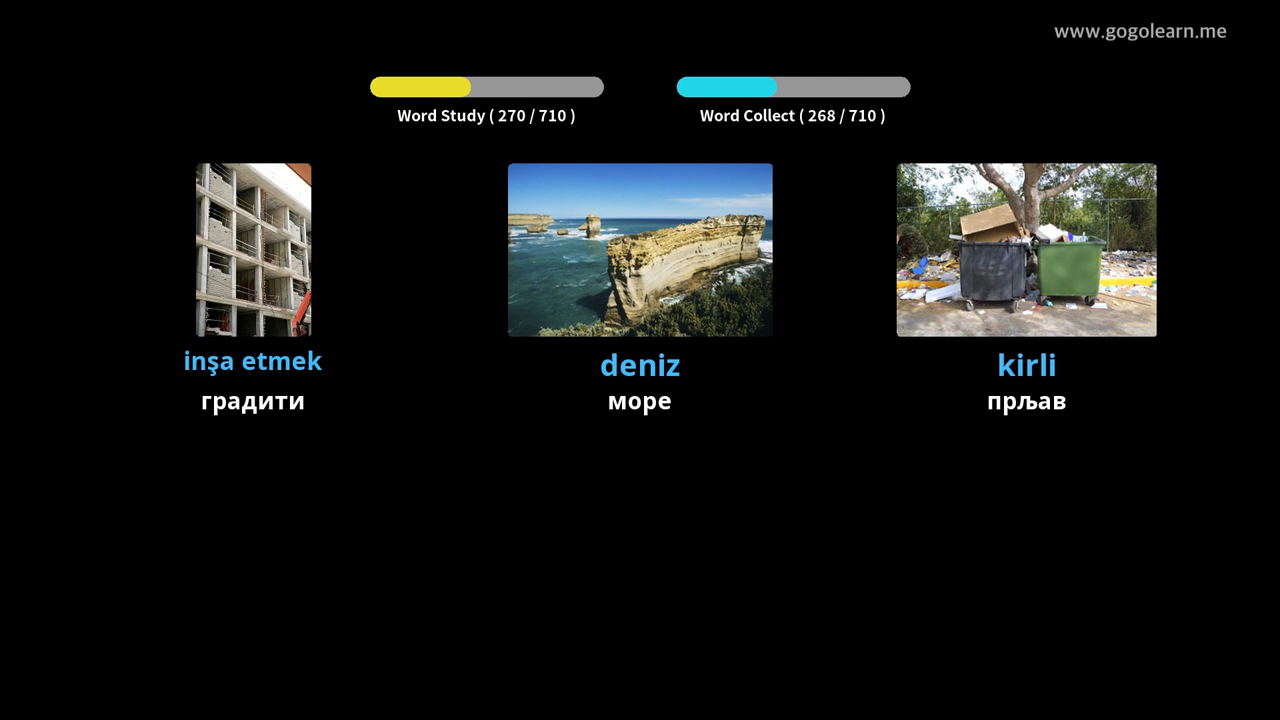 www.gogolearn.me
Word Study ( 270 / 710 )
Word Collect ( 268 / 710 )
inşa etmek
градити
deniz
море
kirli
прљав